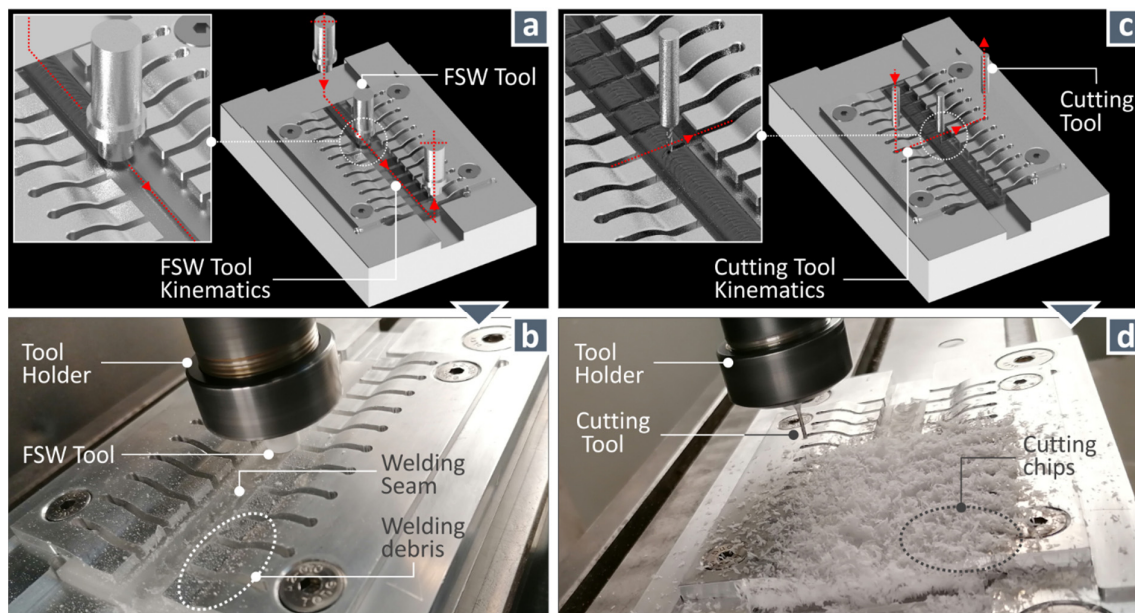 a
FSW Tool
FSW Tool
Kinematics
c
Cutting
Tool
Cutting Tool
Kinematics
b
Tool
Holder
FSW Tool
Welding
Seam
Welding
debris
d
Tool
Holder
Cutting
Tool
Cutting
chips